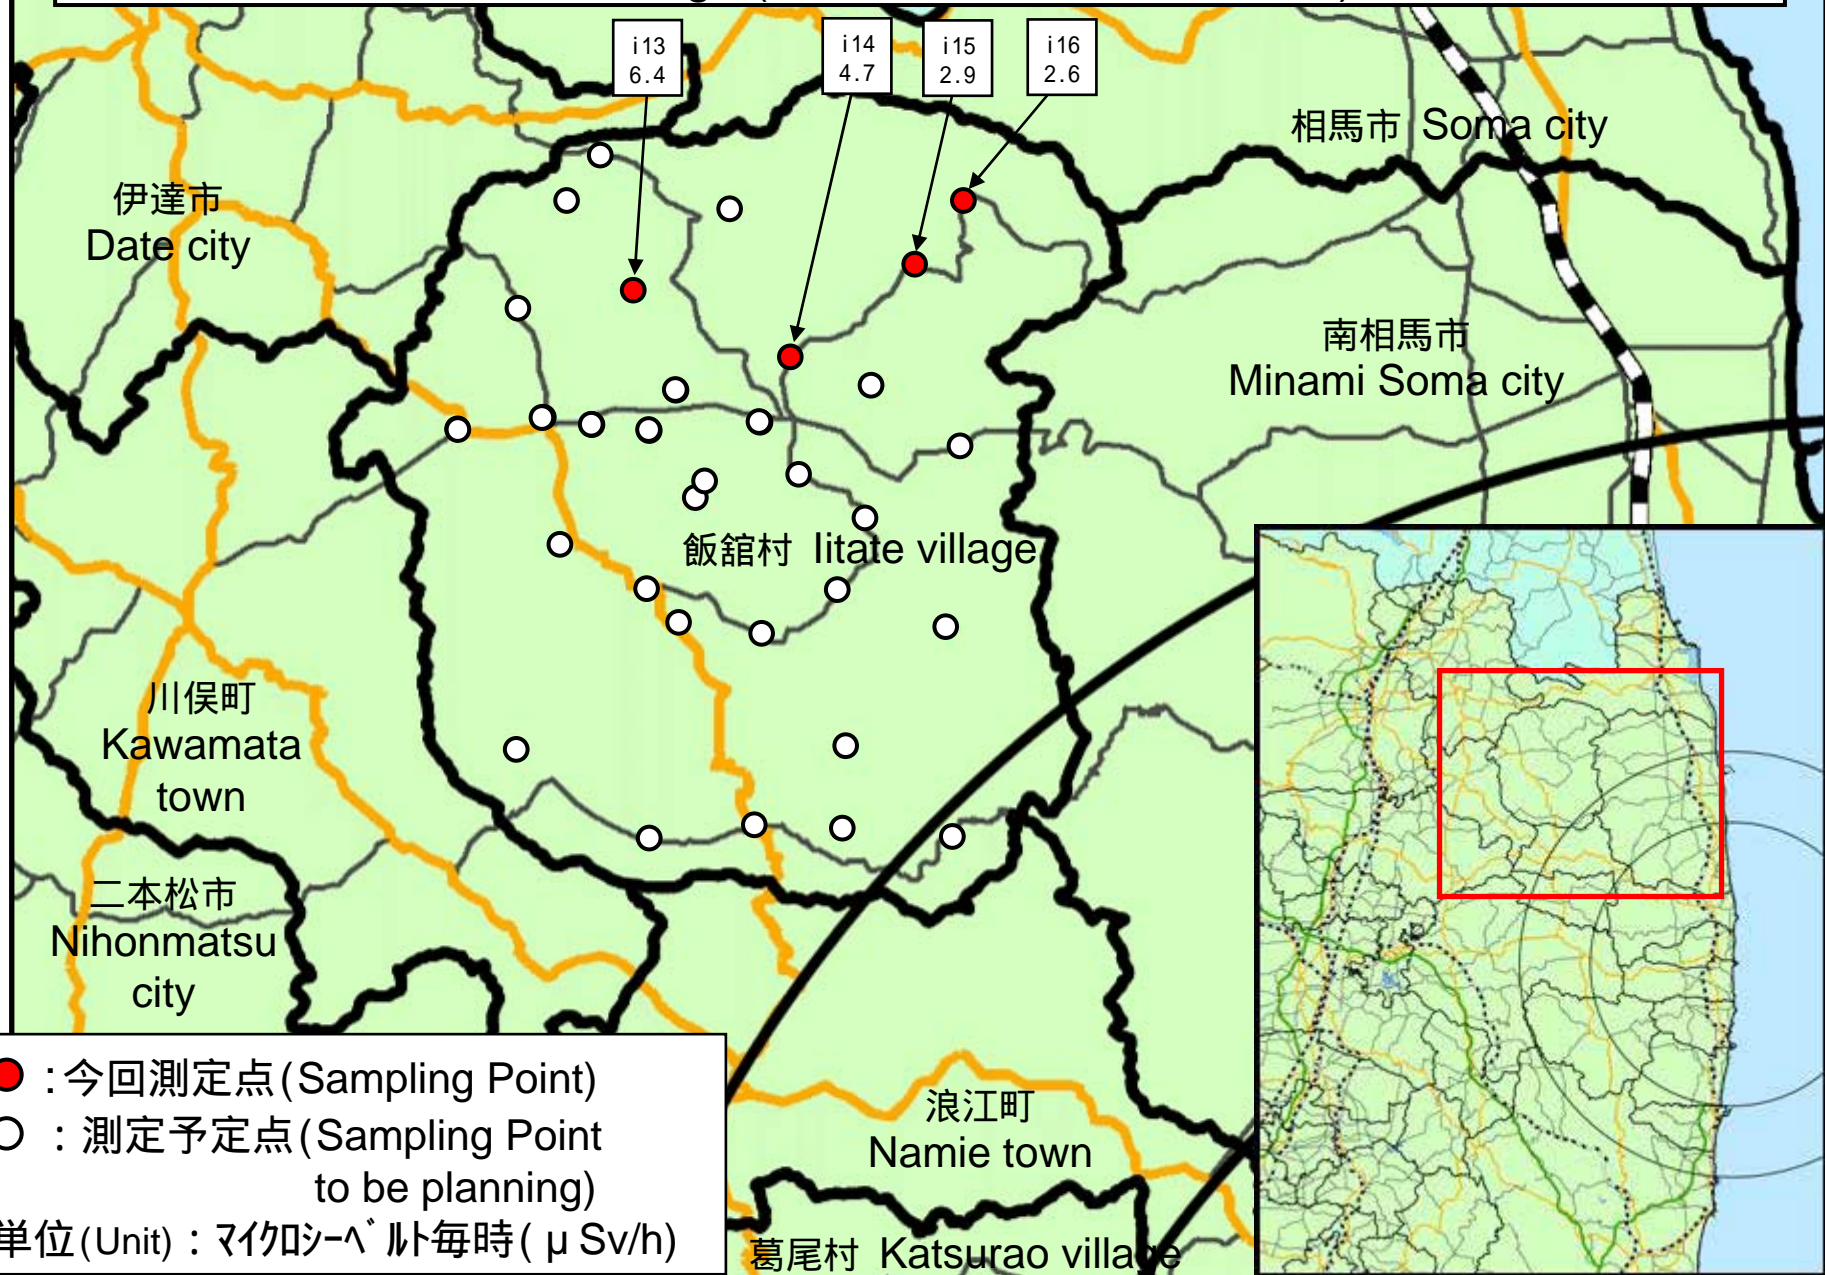 i13
6.4
i14
4.7
i15
2.9
i16
2.6
相馬市 Soma city
伊達市
Date city
南相馬市
Minami Soma city
飯舘村 Iitate village
川俣町
Kawamata
town
二本松市
Nihonmatsu
city
浪江町
Namie town
葛尾村 Katsurao village
:今回測定点(Sampling Point)
:測定予定点(Sampling Point
to be planning)
単位(Unit):マイクロシーベルト毎時(μSv/h)